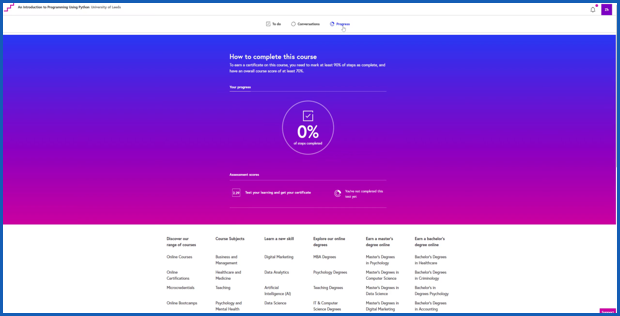 An Introduction to Programming Using Python University of Leeds
To do
Conversations
Progress
How to complete this course
To earn a certificate on this course, you need to mark at least 90% of steps as complete, and
have an overall course score of at least 70%.
Your progress
0%
of steps completed
Assessment scores
Test your learning and get your certificate
You've not completed this
test yet
Discover our
range of courses
Online Courses
Online
Certifications
Microcredentials
Online Bootcamps
Course Subjects
Business and
Management
Healthcare and
Medicine
Teaching
Psychology and
Mental Health
Learn a new skill
Digital Marketing
Data Analytics
Artificial
Intelligence (AI)
Data Science
Explore our online
degrees
MBA Degrees
Psychology Degrees
Teaching Degrees
IT & Computer
Science Degrees
Earn a master's
degree online
Master's Degrees
in Psychology
Master's Degrees in
Computer Science
Master's Degrees in
Data Science
Master's Degrees in
Digital Marketing
Earn a bachelor's
degree online
Bachelor's Degrees
in Healthcare
Bachelor's Degrees
in Criminology
Bachelor's in
Degrees Psychology
Bachelor's Degrees
in Accounting